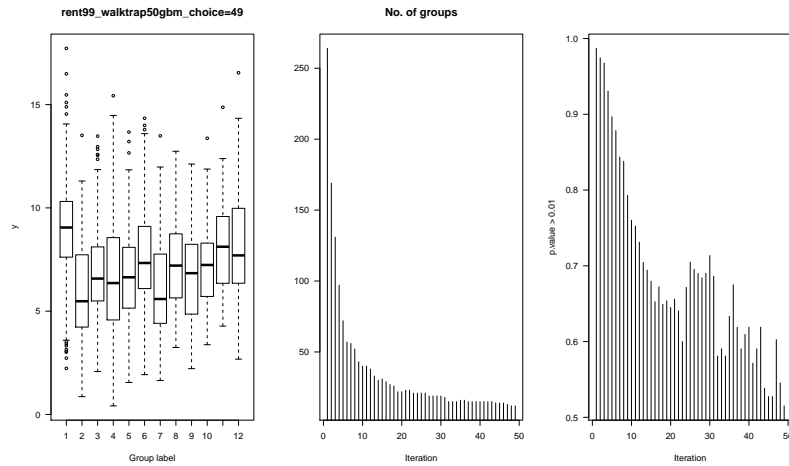 rent99_walktrap50gbm_choice=49
y
15
10
5
0
1 2 3 4 5 6 7 8 9 10 12
Group label
No. of groups
250
200
150
100
50
0 10 20 30 40 50
Iteration
p.value > 0.01
1.0
0.9
0.8
0.7
0.6
0.5
0 10 20 30 40 50
Iteration